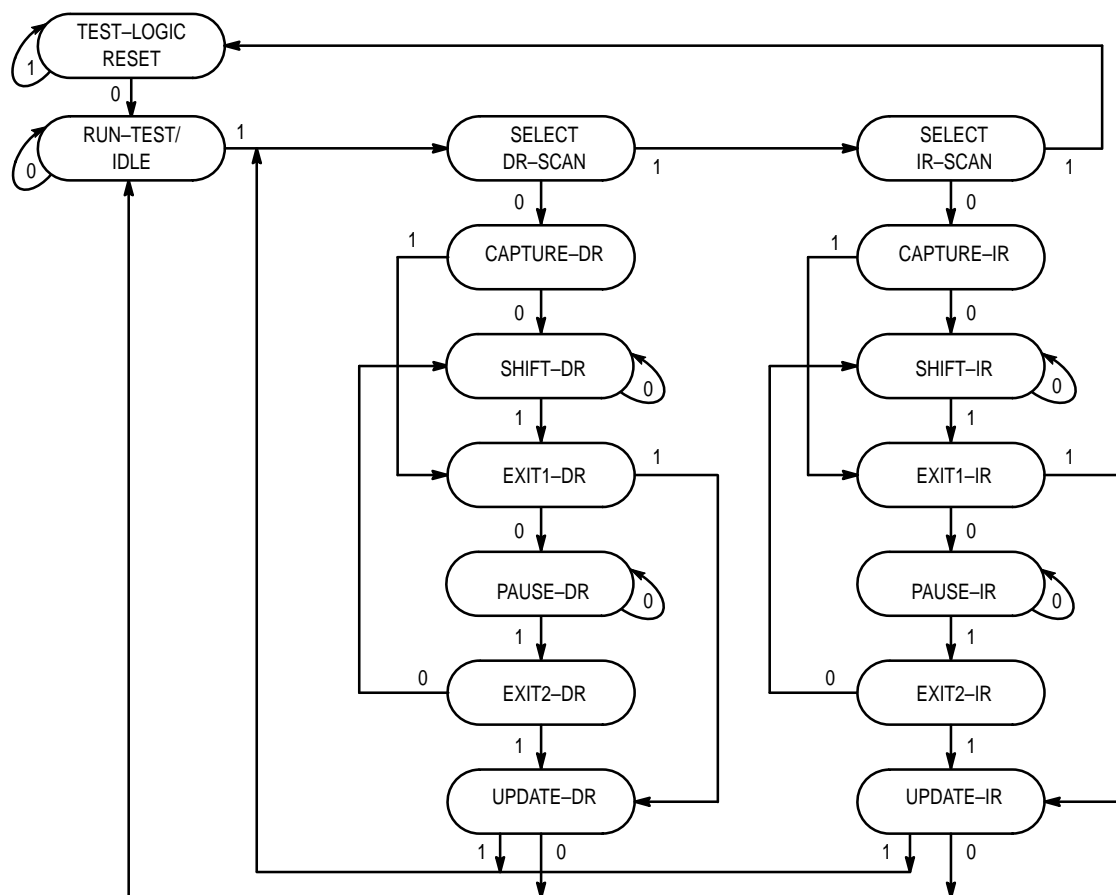 TEST–LOGIC
RESET
1
0
RUN–TEST/
IDLE
0
1
SELECT
DR–SCAN
1
SELECT
IR–SCAN
1
0
0
1
CAPTURE–DR
1
CAPTURE–IR
0
0
SHIFT–DR
0
SHIFT–IR
0
1
1
EXIT1–DR
1
EXIT1–IR
1
0
0
PAUSE–DR
0
PAUSE–IR
0
1
1
0
EXIT2–DR
0
EXIT2–IR
1
1
UPDATE–DR
UPDATE–IR
1
0
1
0